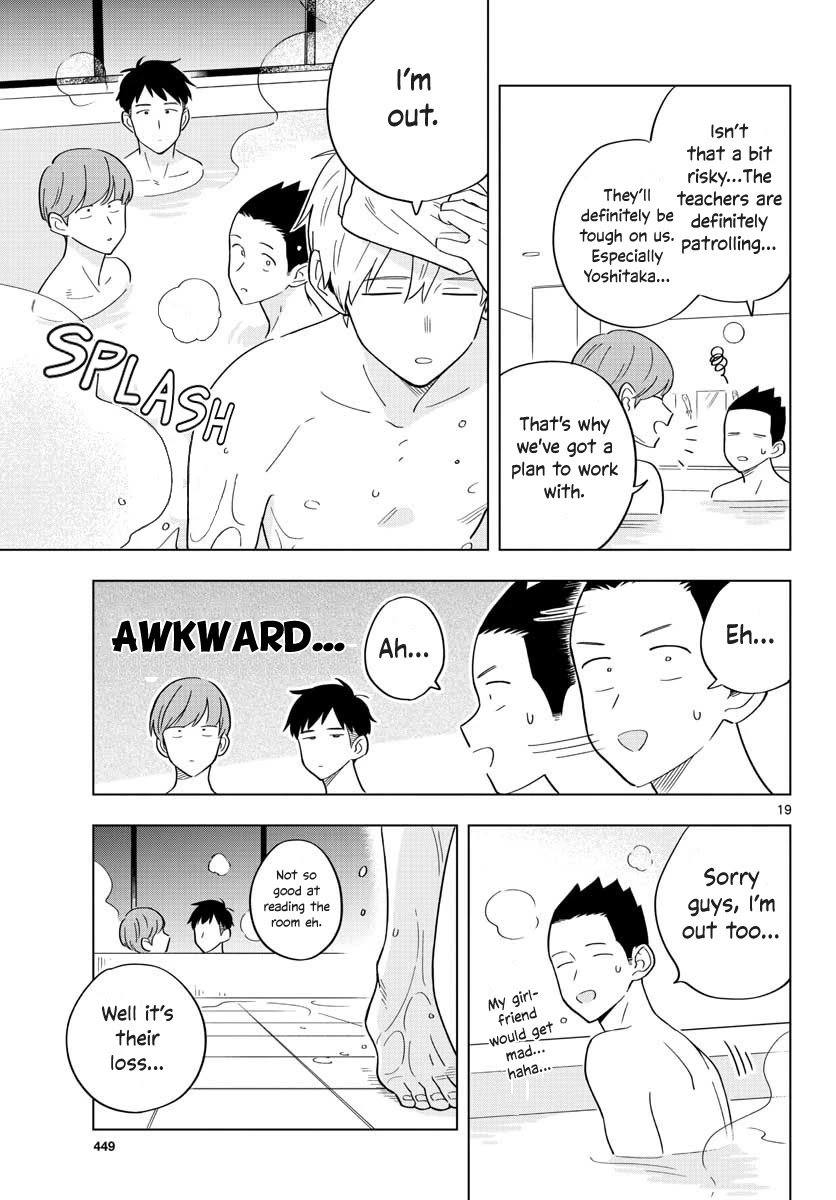 Isn't
that a bit
risky...The
teachers are
definitely
patrolling...
They'll
definitely be
tough on us.
Especially
Yoshitaka...
That's why
we've got a
plan to work
with.
I'm
out.
SPLASH
Eh...
Ah...
AWKWARD...
19
Sorry
guys, I'm
out too...
My girl-
friend
would get
mad...
haha...
Not so
good at
reading the
room eh.
Well it's
their
loss...
449